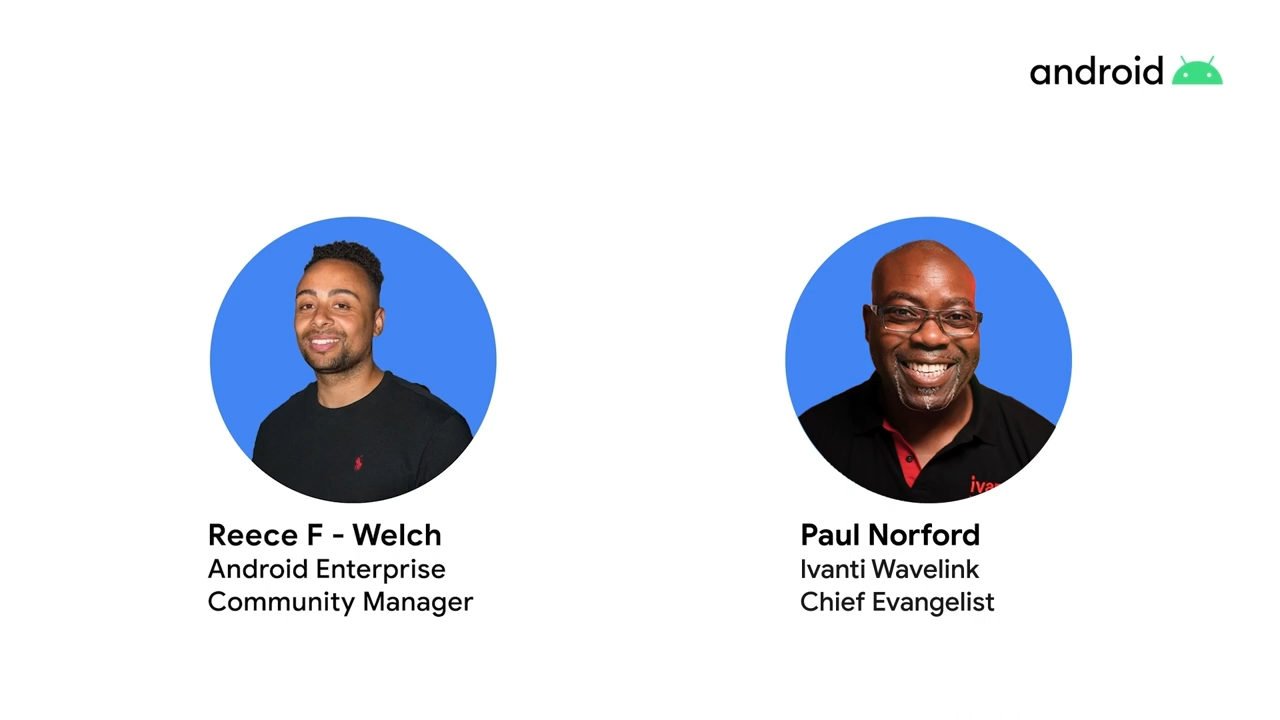 android
Reece F - Welch
Android Enterprise
Community Manager
Paul Norford
Ivanti Wavelink
Chief Evangelist